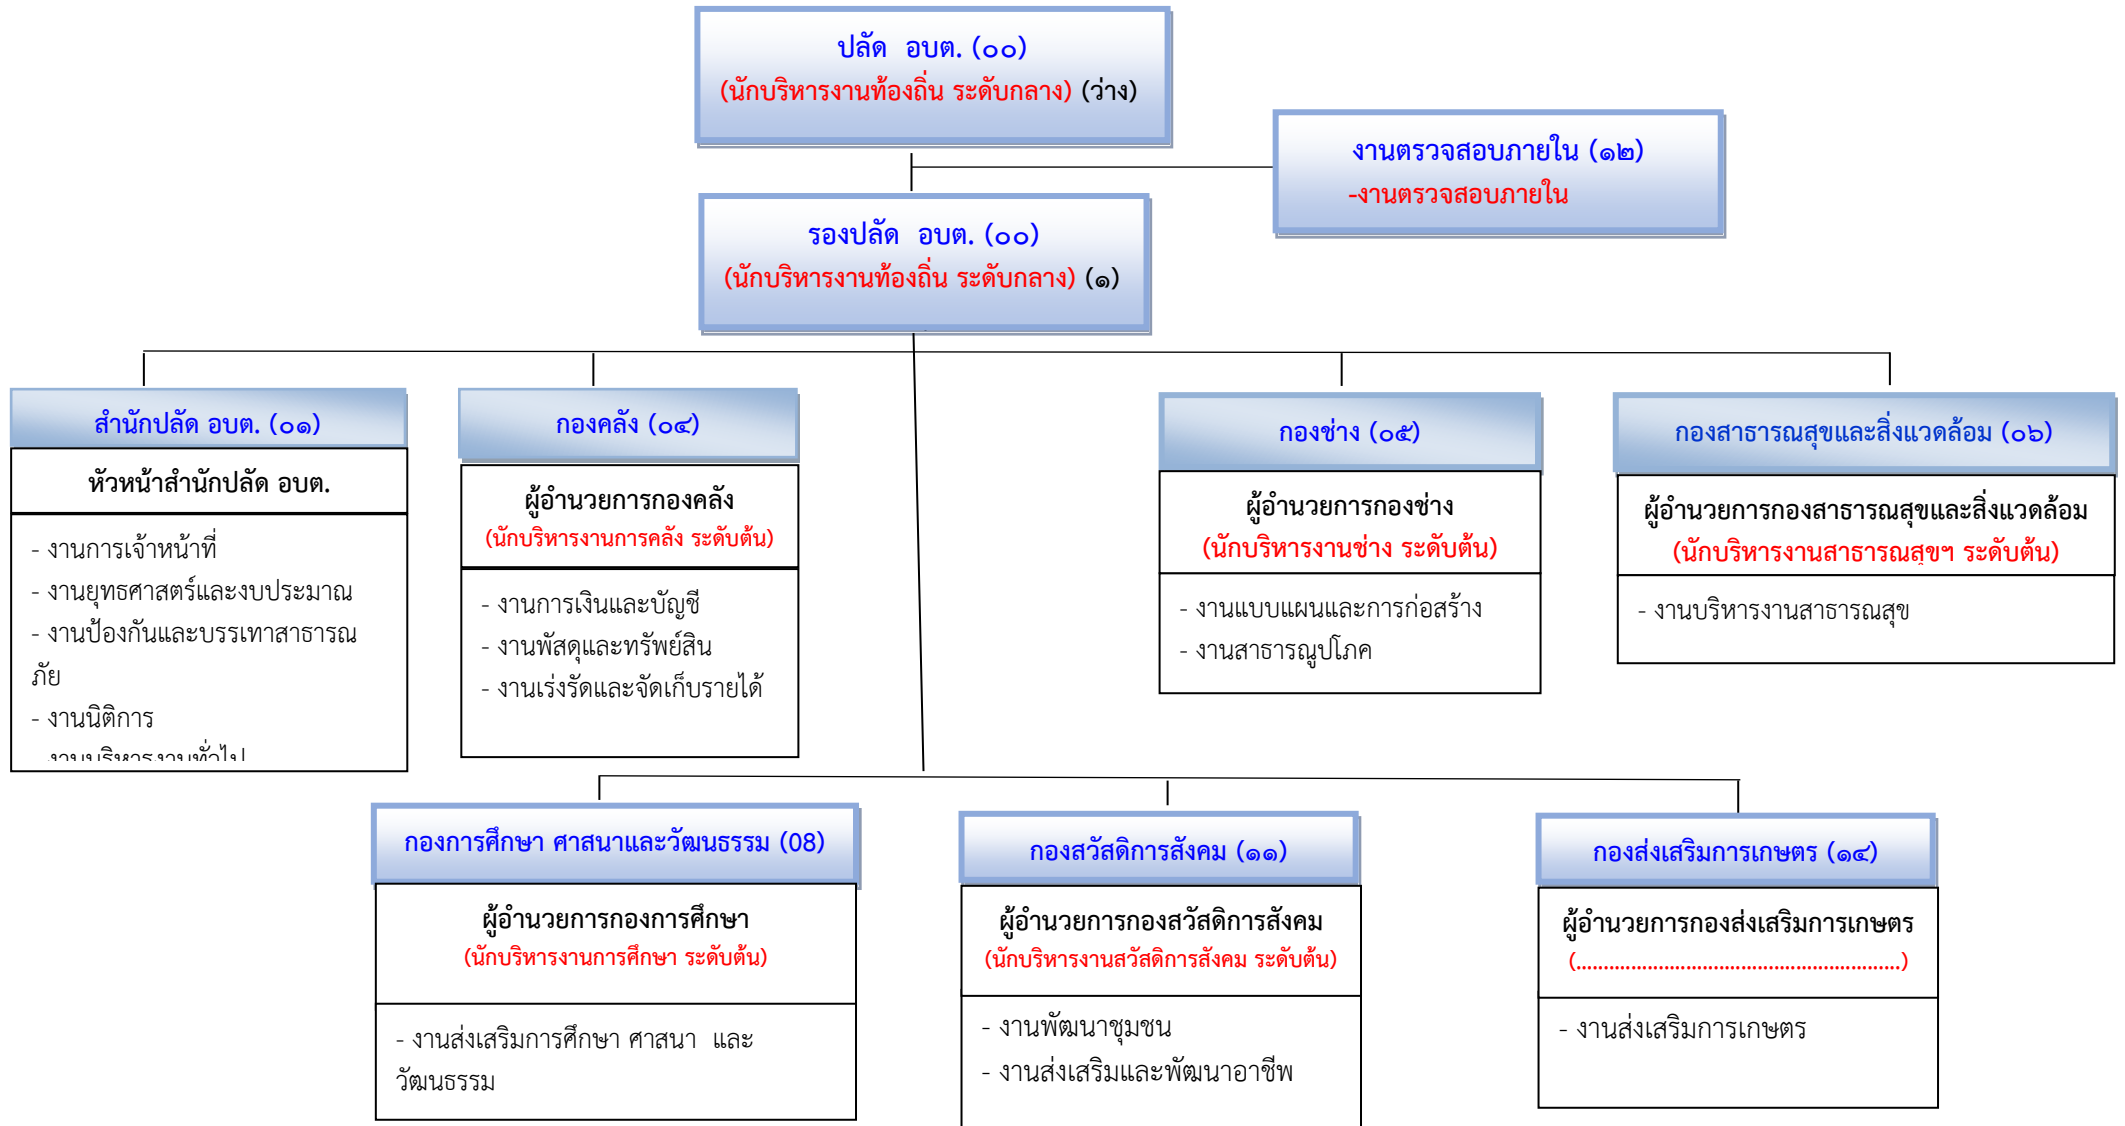 ปลัด  อบต. (๐๐)
(นักบริหารงานท้องถิ่น ระดับกลาง) (ว่าง)
งานตรวจสอบภายใน (๑๒)
-งานตรวจสอบภายใน
รองปลัด  อบต. (๐๐)
(นักบริหารงานท้องถิ่น ระดับกลาง) (๑)
สำนักปลัด อบต. (๐๑)
หัวหน้าสำนักปลัด อบต.
- งานการเจ้าหน้าที่
- งานยุทธศาสตร์และงบประมาณ
- งานป้องกันและบรรเทาสาธารณ
ภัย
- งานนิติการ
- งานบริหารงานทั่วไป
กองคลัง (๐๔)
ผู้อำนวยการกองคลัง
(นักบริหารงานการคลัง ระดับต้น)
- งานการเงินและบัญชี
- งานพัสดุและทรัพย์สิน
- งานเร่งรัดและจัดเก็บรายได้
กองช่าง (๐๕)
ผู้อำนวยการกองช่าง
(นักบริหารงานช่าง ระดับต้น)
- งานแบบแผนและการก่อสร้าง
- งานสาธารณูปโภค
กองสาธารณสุขและสิ่งแวดล้อม (๐๖)
ผู้อำนวยการกองสาธารณสุขและสิ่งแวดล้อม
(นักบริหารงานสาธารณสุขฯ ระดับต้น)
- งานบริหารงานสาธารณสุข
กองการศึกษา ศาสนาและวัฒนธรรม (08)
ผู้อำนวยการกองการศึกษา
(นักบริหารงานการศึกษา ระดับต้น)
- งานส่งเสริมการศึกษา ศาสนา  และ
วัฒนธรรม
กองสวัสดิการสังคม (๑๑)
ผู้อำนวยการกองสวัสดิการสังคม
(นักบริหารงานสวัสดิการสังคม ระดับต้น)
- งานพัฒนาชุมชน
- งานส่งเสริมและพัฒนาอาชีพ
กองส่งเสริมการเกษตร (๑๔)
ผู้อำนวยการกองส่งเสริมการเกษตร
(...........................................................)
- งานส่งเสริมการเกษตร